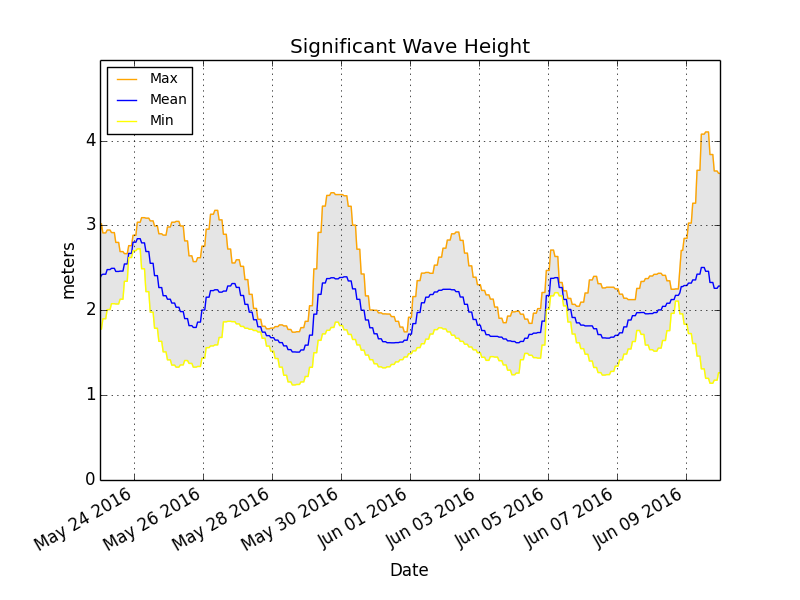 Significant Wave Height
Max
Mean
Min
4
3
2
1
0
meters
May 24 2016
May 26 2016
May 28 2016
May 30 2016
Jun 01 2016
Jun 03 2016
Jun 05 2016
Jun 07 2016
Jun 09 2016
Date